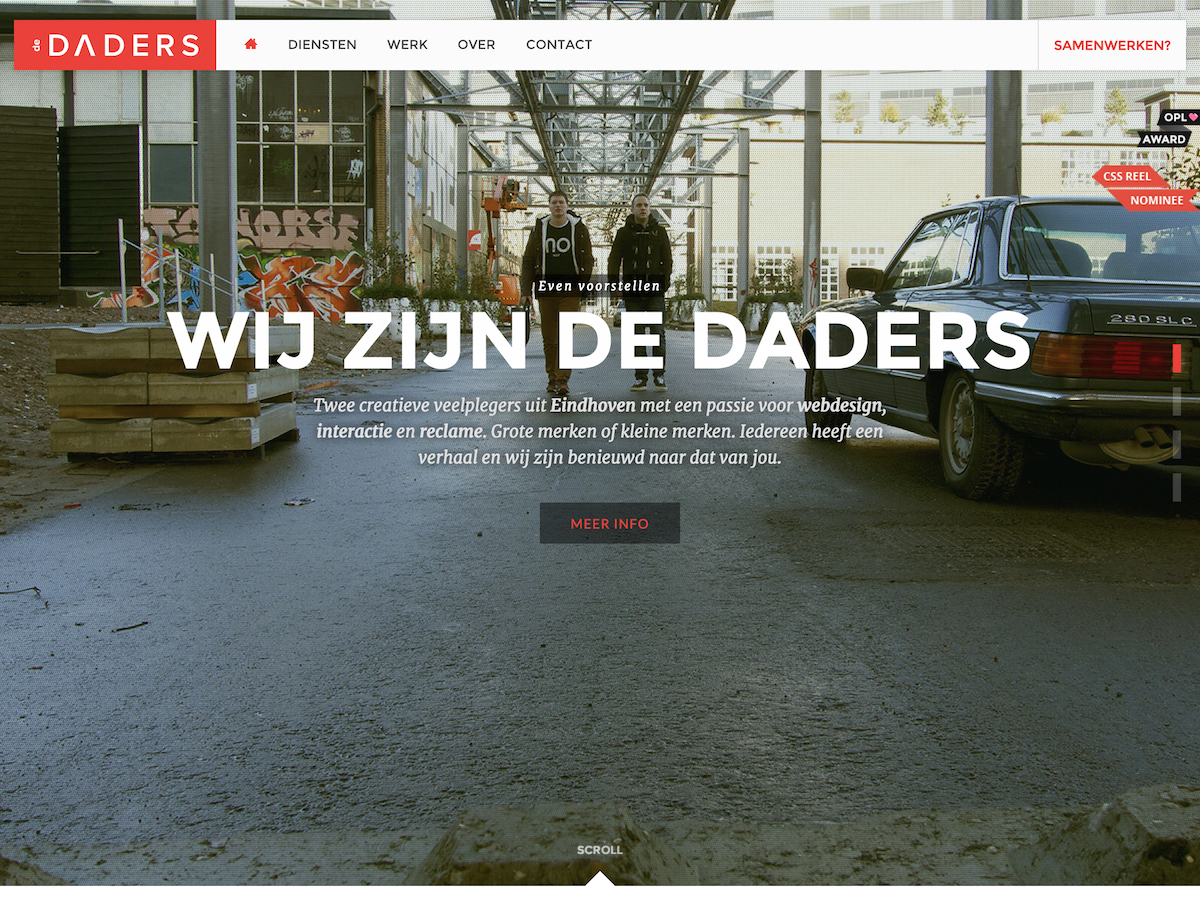 de DADERS
DIENSTEN WERK OVER CONTACT
SAMENWERKEN?
OPL
AWARD
CSS REEL
NOMINEE
no!
Even voorstellen
WIJ ZIJN DE DADERS
280 SLC
Twee creatieve veelplegers uit Eindhoven met een passie voor webdesign,
interactie en reclame. Grote merken of kleine merken. Iedereen heeft een
verhaal en wij zijn benieuwd naar dat van jou.
MEER INFO
SCROLL